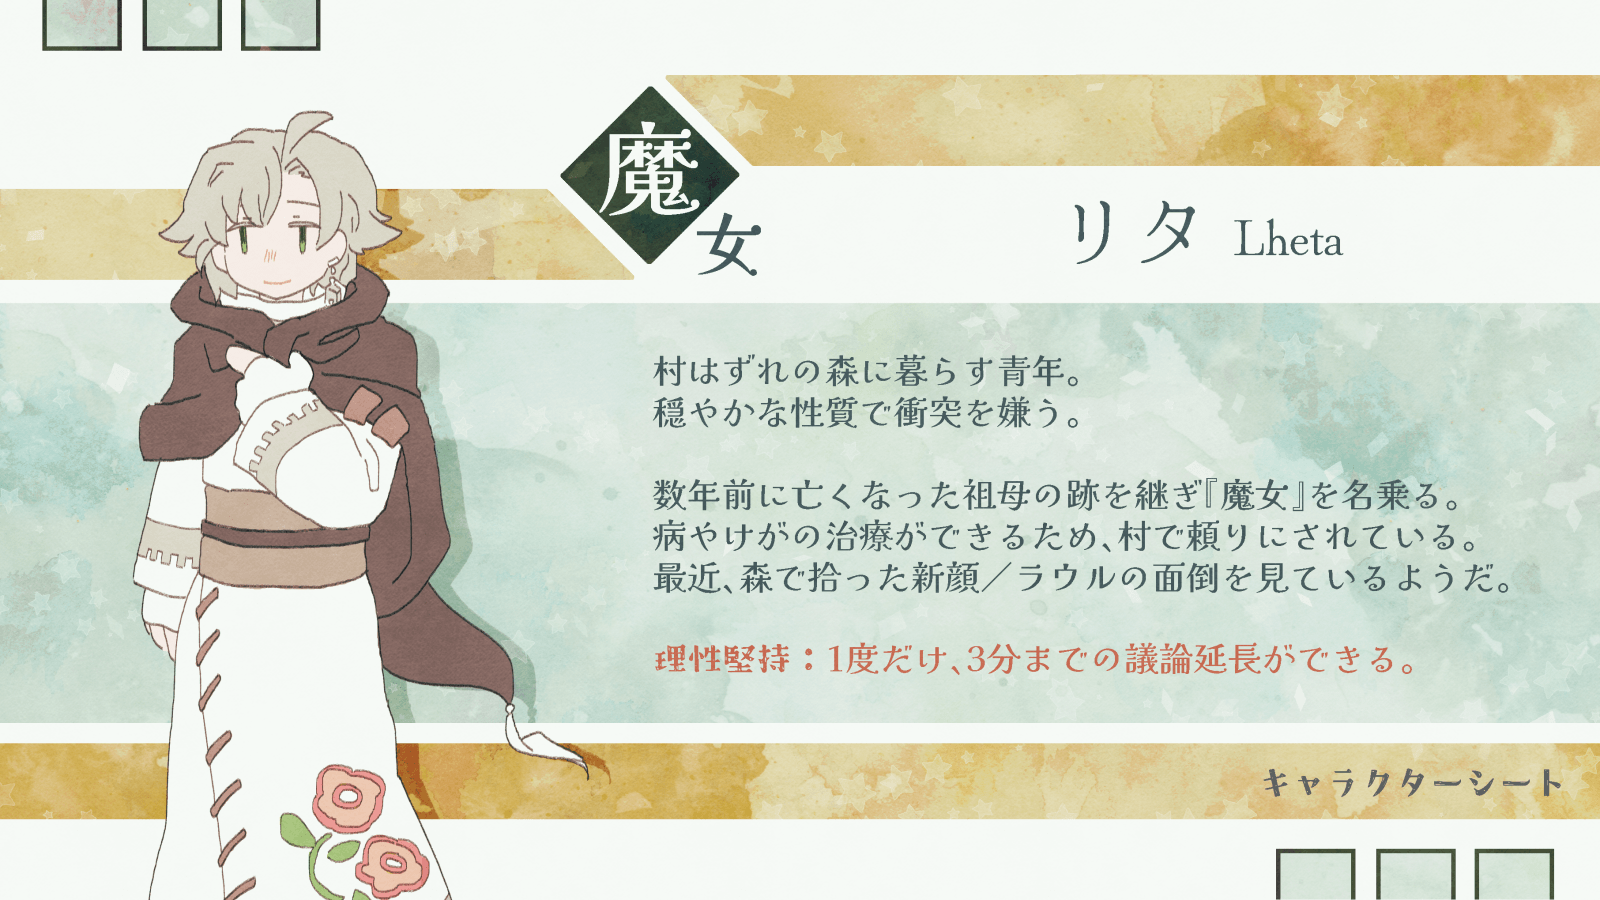 魔女
リタ Lheta
村はずれの森に暮らす青年。
穏やかな性質で衝突を嫌う。
数年前に亡くなった祖母の跡を継ぎ『魔女』を名乗る。
病やけがの治療ができるため、村で頼りにされている。
最近、森で拾った新顔／ラウルの面倒を見ているようだ。
理性堅持：1度だけ、3分までの議論延長ができる。
キャラクターシート